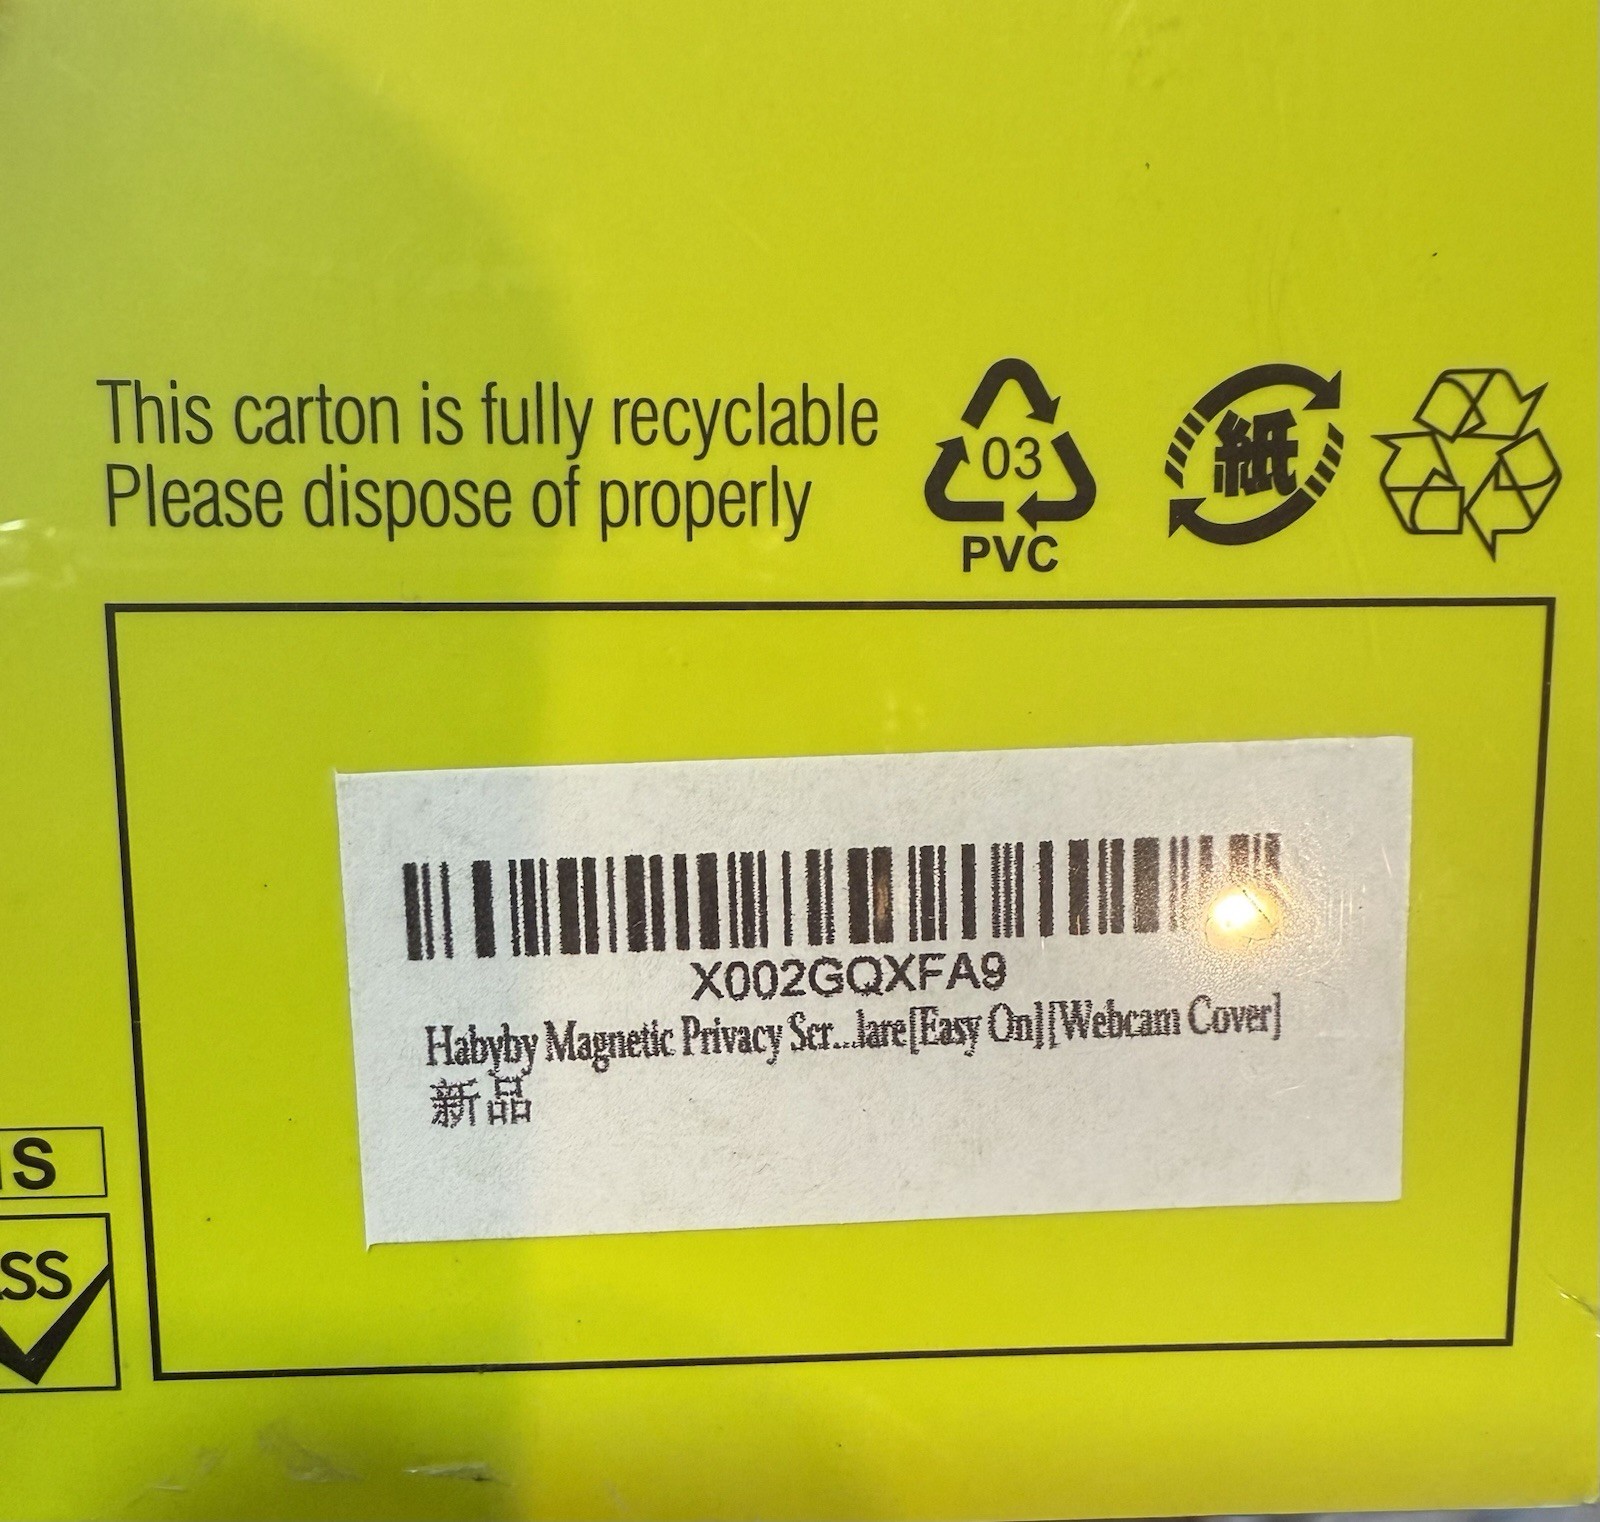 This carton is fully recyclable
Please dispose of properly
03
PVC
紙
X002GQXFA9
Habyby Magnetic Privacy Scr...lare[Easy On][Webcam Cover]
新品
S
SS